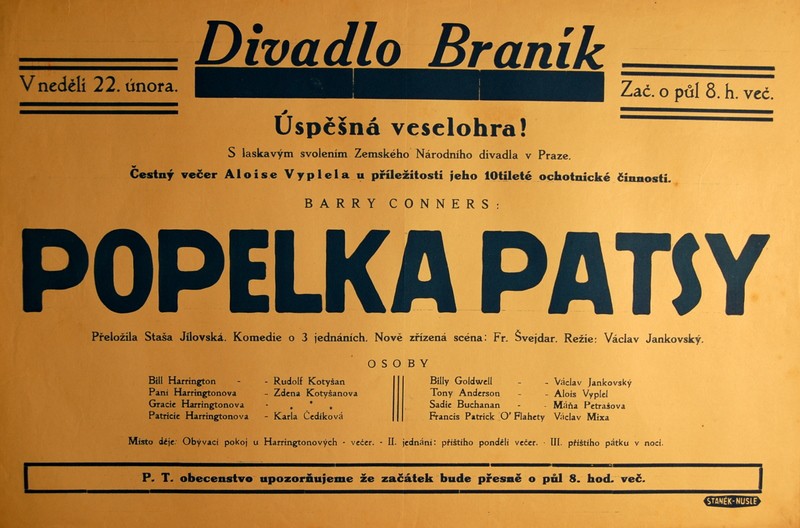 Divadlo Braník
V neděli 22. února.
Zač. o půl 8. h. več.
Úspěšná veselohra!
S laskavým svolením Zemského Národního divadla v Praze.
Čestný večer Aloise Vyplela u příležitosti jeho 10tileté ochotnické činnosti.
BARRY CONNERS:
POPELKA PATSY
Přeložila Staša Jílovská. Komedie o 3 jednáních. Nově zřízená scéna: Fr. Švejdar. Režie: Václav Jankovský.
OSOBY
Bill Harrington - - Rudolf Kotyšan
Paní Harringtonova - Zdena Kotyšanova
Gracie Harringtonova - * * *
Patricie Harringtonova - Karla Čedíková
Billy Goldwell - - Václav Jankovský
Tony Anderson - - Alois Vyplel
Sadie Buchanan - - Máňa Petrašova
Francis Patrick O'Flahety Václav Mixa
Místo děje: Obývací pokoj u Harringtonových - večer. - II. jednání: příštího pondělí večer. - III. příštího pátku v noci.
P. T. obecenstvo upozorňujeme že začátek bude přesně o půl 8. hod. več.
STANĚK-NUSLE